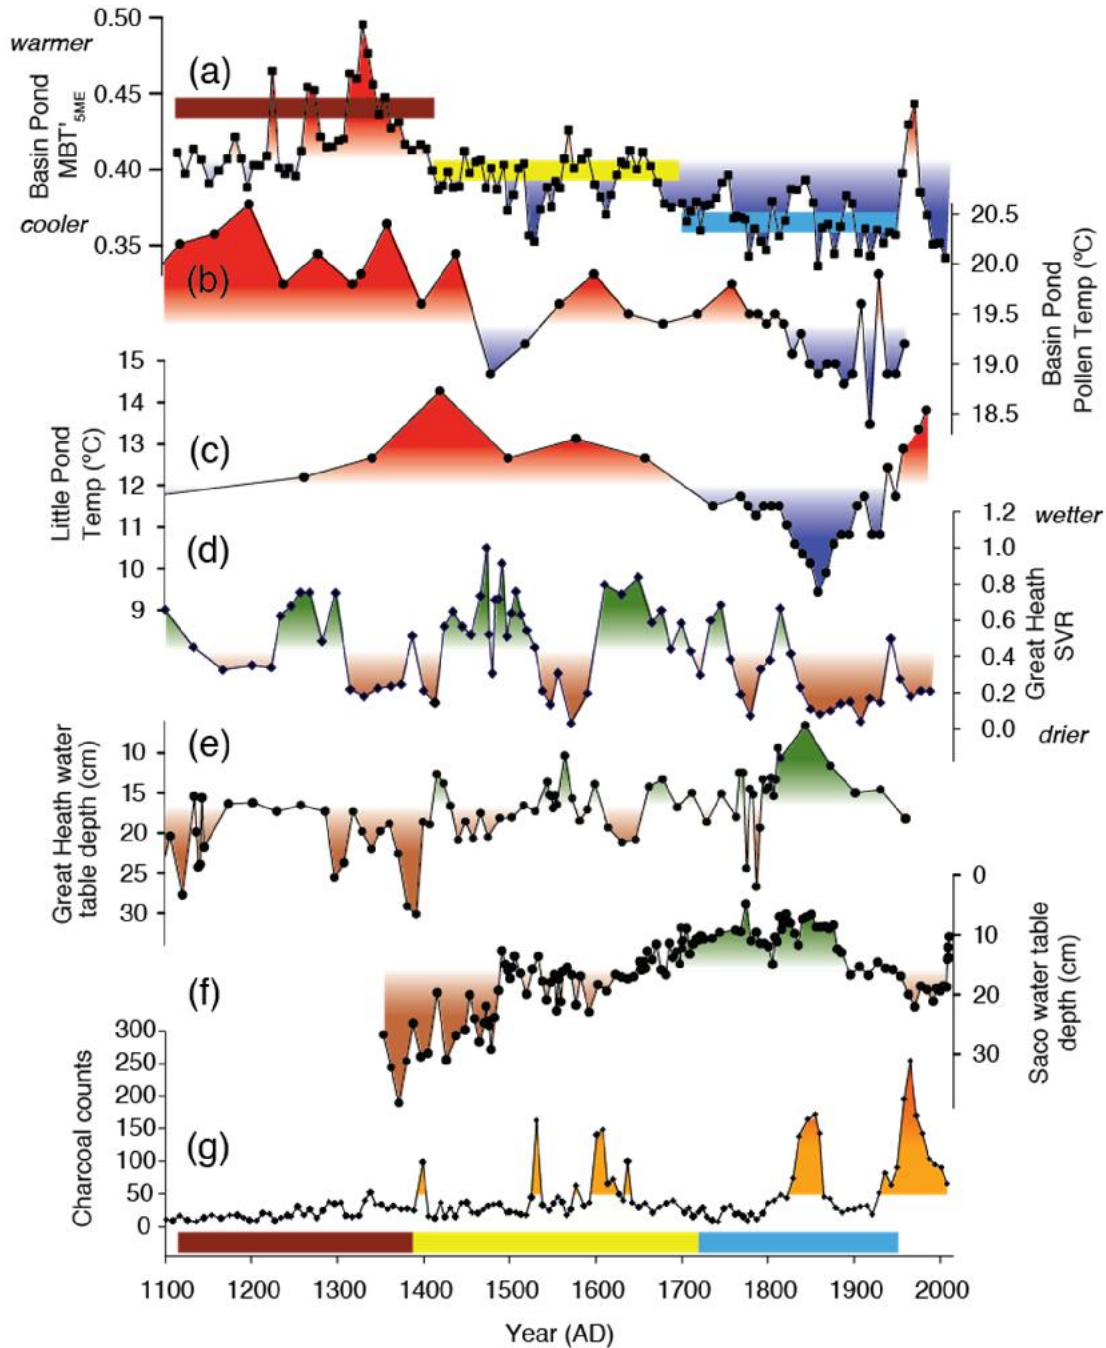 0.50
warmer
(a)
0.45
Basin Pond
MBT'5ME
0.40
cooler
0.35
20.5
20.0
19.5
19.0
18.5
Basin Pond
Pollen Temp (ºC)
(b)
15
14
13
12
11
10
9
Little Pond
Temp (ºC)
(c)
1.2
1.0
0.8
0.6
0.4
0.2
0.0
wetter
Great Heath
SVR
drier
(d)
10
15
20
25
30
Great Heath water
table depth (cm)
(e)
0
10
20
30
Saco water table
depth (cm)
(f)
300
250
200
150
100
50
0
Charcoal counts
(g)
1100 1200 1300 1400 1500 1600 1700 1800 1900 2000
Year (AD)